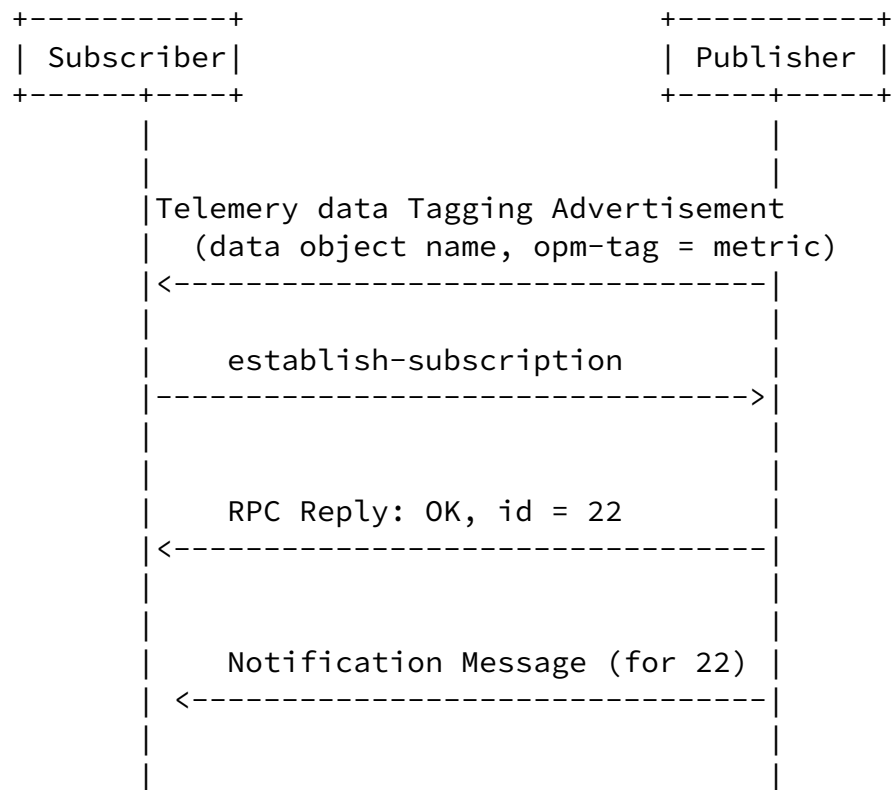 Subscriber
Publisher
Telemery data Tagging Advertisement
(data object name, opm-tag = metric)
establish-subscription
RPC Reply: OK, id = 22
Notification Message (for 22)